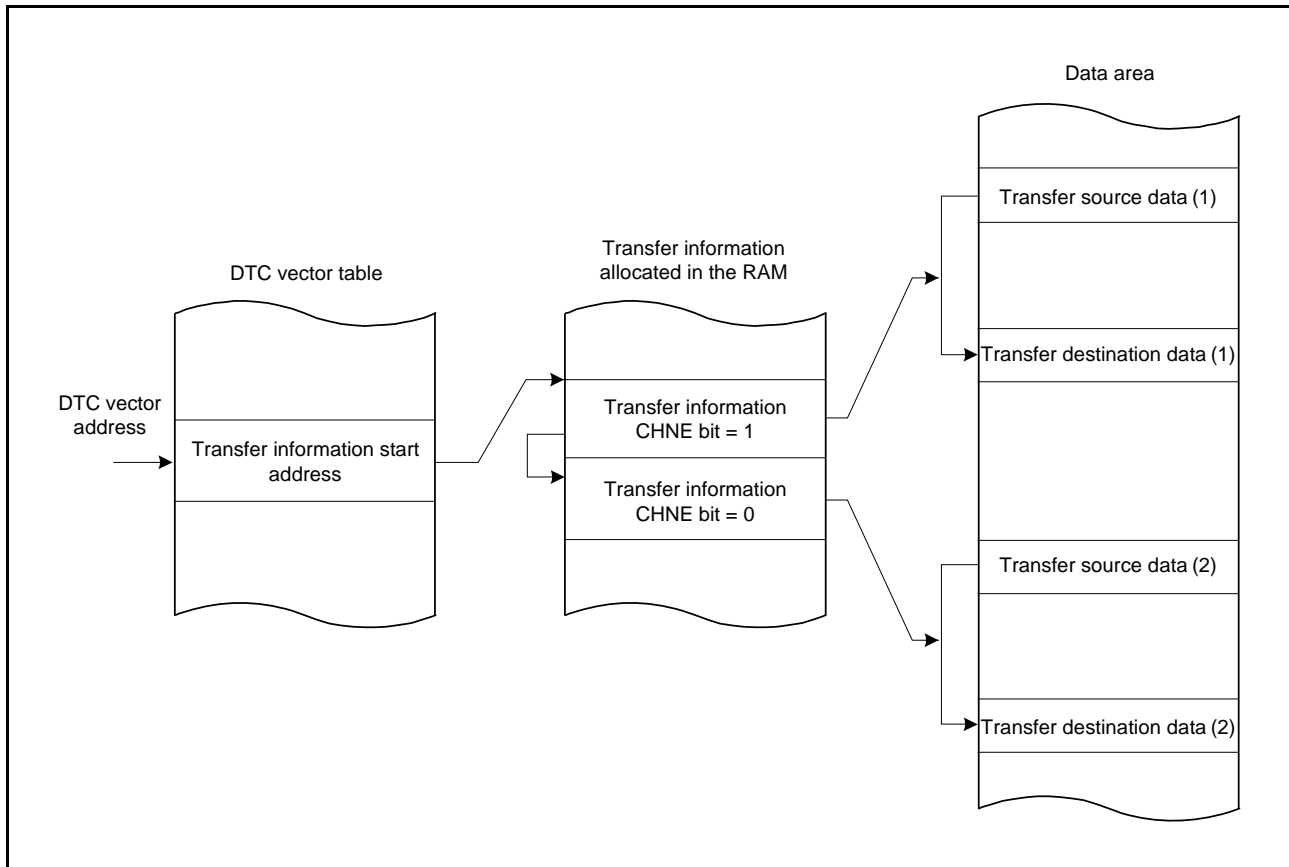 Data area
Transfer source data (1)
Transfer information
allocated in the RAM
DTC vector table
Transfer destination data (1)
DTC vector
address
Transfer information
CHNE bit = 1
Transfer information start
address
Transfer information
CHNE bit = 0
Transfer source data (2)
Transfer destination data (2)